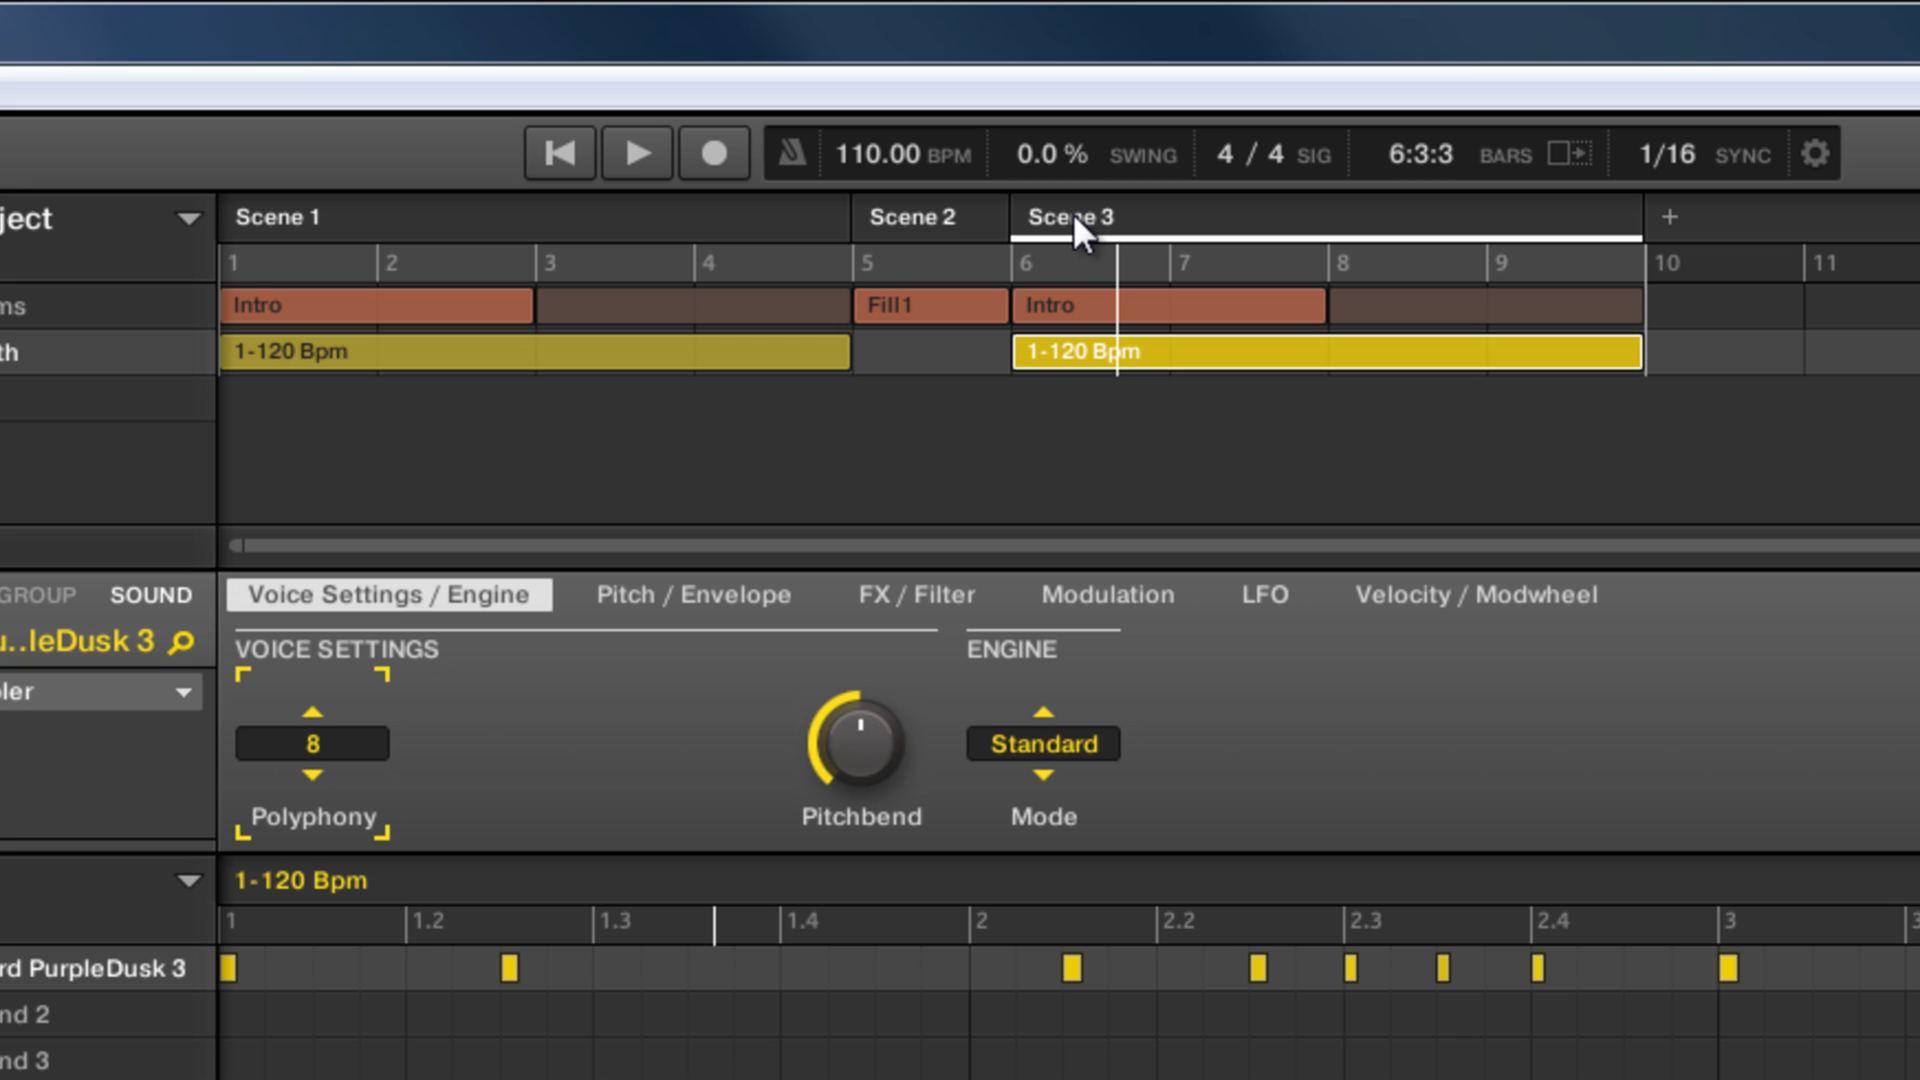 110.00 BPM 0.0 % SWING 4 / 4 SIG 6:3:3 BARS 1/16 SYNC
ject Scene 1 Scene 2 Scene 3 +
1 2 3 4 5 6 7 8 9 10 11
ms Intro Fill1 Intro
th 1-120 Bpm 1-120 Bpm
GROUP SOUND Voice Settings / Engine Pitch / Envelope FX / Filter Modulation LFO Velocity / Modwheel
u..leDusk 3 VOICE SETTINGS ENGINE
ler
8 Standard
Polyphony Pitchbend Mode
1-120 Bpm
1 1.2 1.3 1.4 2 2.2 2.3 2.4 3 3
rd PurpleDusk 3
nd 2
nd 3